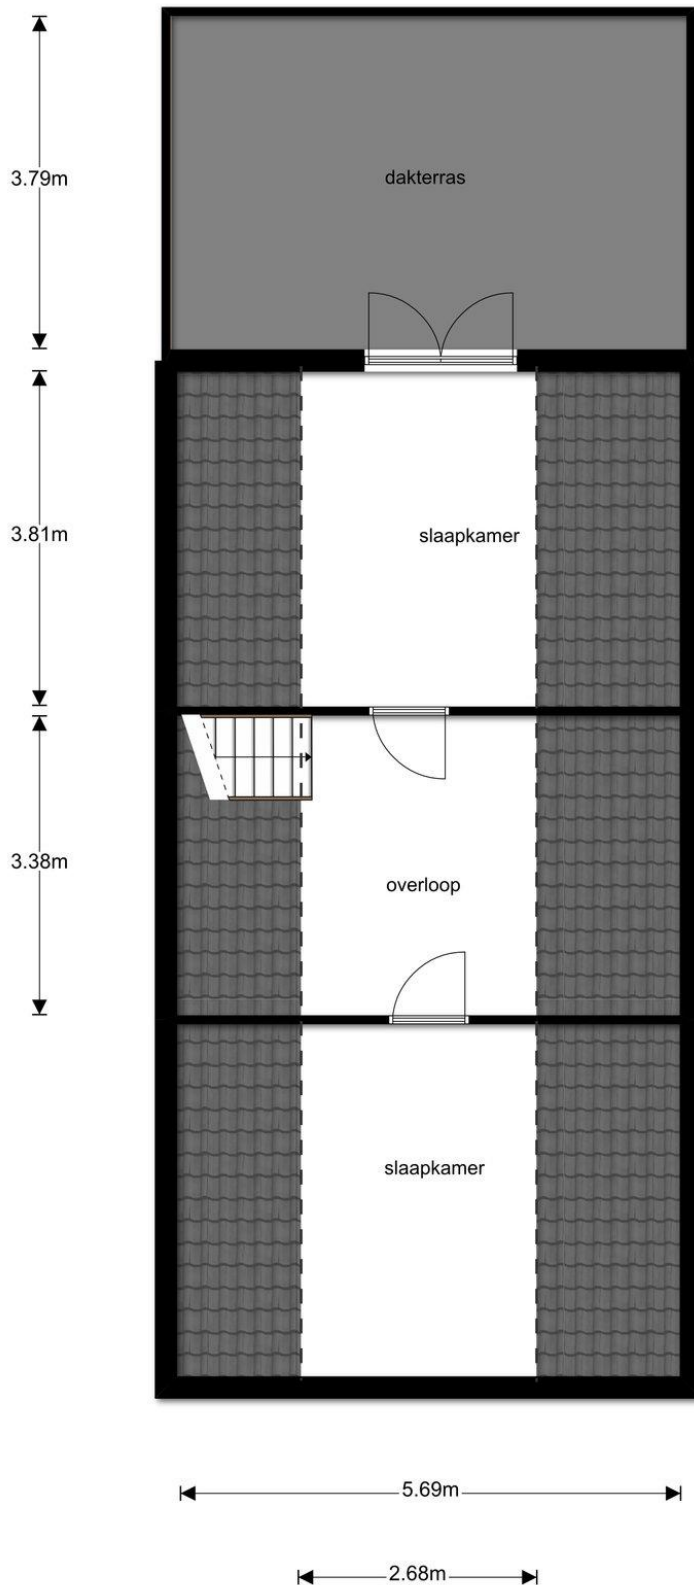 3.79m
dakterras
3.81m
slaapkamer
3.38m
overloop
slaapkamer
5.69m
2.68m